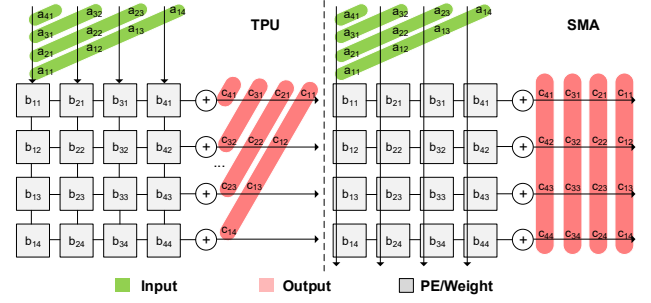 a41 a32 a23 a14 TPU
a31 a22 a13
a21 a12
a11
b11 b21 b31 b41 + c41 c31 c21 c11
b12 b22 b32 b42 + c32 c22 c12
...
b13 b23 b33 b43 + c23 c13
b14 b24 b34 b44 + c14
a41 a32 a23 a14 SMA
a31 a22 a13
a21 a12
a11
b11 b21 b31 b41 + c41 c31 c21 c11
b12 b22 b32 b42 + c42 c32 c22 c12
b13 b23 b33 b43 + c43 c33 c23 c13
b14 b24 b34 b44 + c44 c34 c24 c14
Input Output PE/Weight